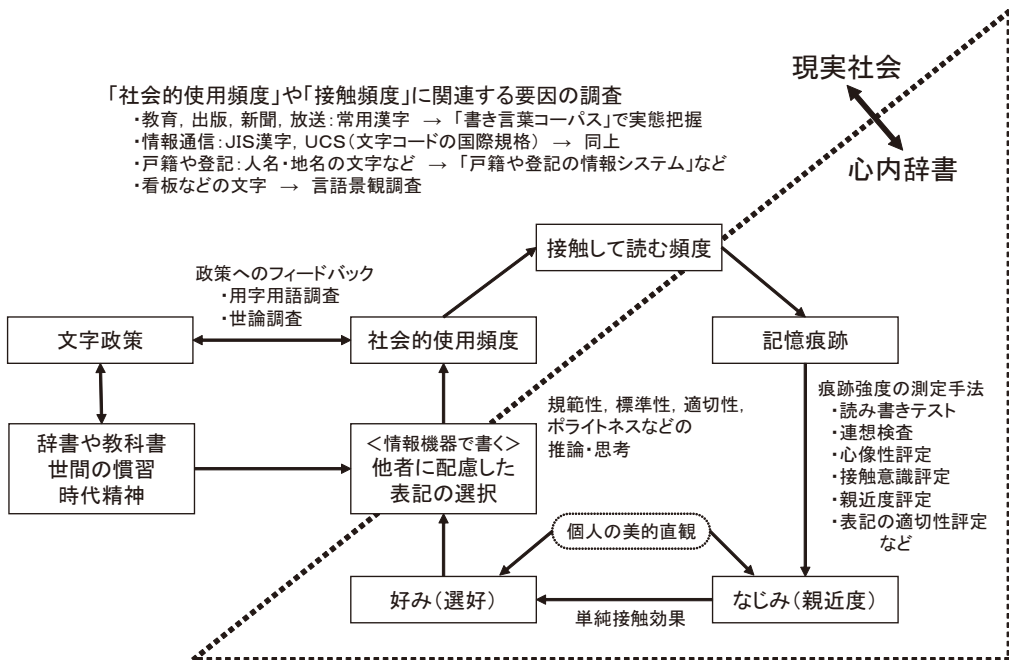 現実社会
心内辞書
「社会的使用頻度」や「接触頻度」に関連する要因の調査
・教育, 出版, 新聞, 放送：常用漢字 → 「書き言葉コーパス」で実態把握
・情報通信：JIS漢字, UCS（文字コードの国際規格） → 同上
・戸籍や登記：人名・地名の文字など → 「戸籍や登記の情報システム」など
・看板などの文字 → 言語景観調査
接触して読む頻度
政策へのフィードバック
・用字用語調査
・世論調査
文字政策
社会的使用頻度
記憶痕跡
痕跡強度の測定手法
・読み書きテスト
・連想検査
・心像性評定
・接触意識評定
・親近度評定
・表記の適切性評定
など
規範性, 標準性, 適切性,
ポライトネスなどの
推論・思考
辞書や教科書
世間の慣習
時代精神
＜情報機器で書く＞
他者に配慮した
表記の選択
個人の美的直観
好み（選好）
単純接触効果
なじみ（親近度）